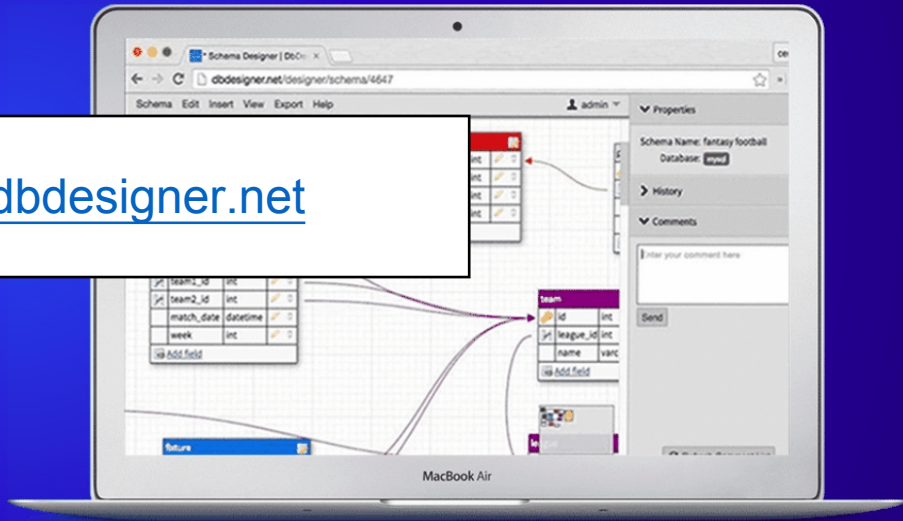 * Schema Designer | DbDe
dbdesigner.net/designer/schema/4647
Schema Edit Insert View Export Help
admin
Properties
Schema Name: fantasy football
Database: mysql
History
Comments
Enter your comment here
Send
int
int
int
int
dbdesigner.net
team1_id int
team2_id int
match_date datetime
week int
Add field
team
id int
league_id int
name varc
Add field
fixture
MacBook Air